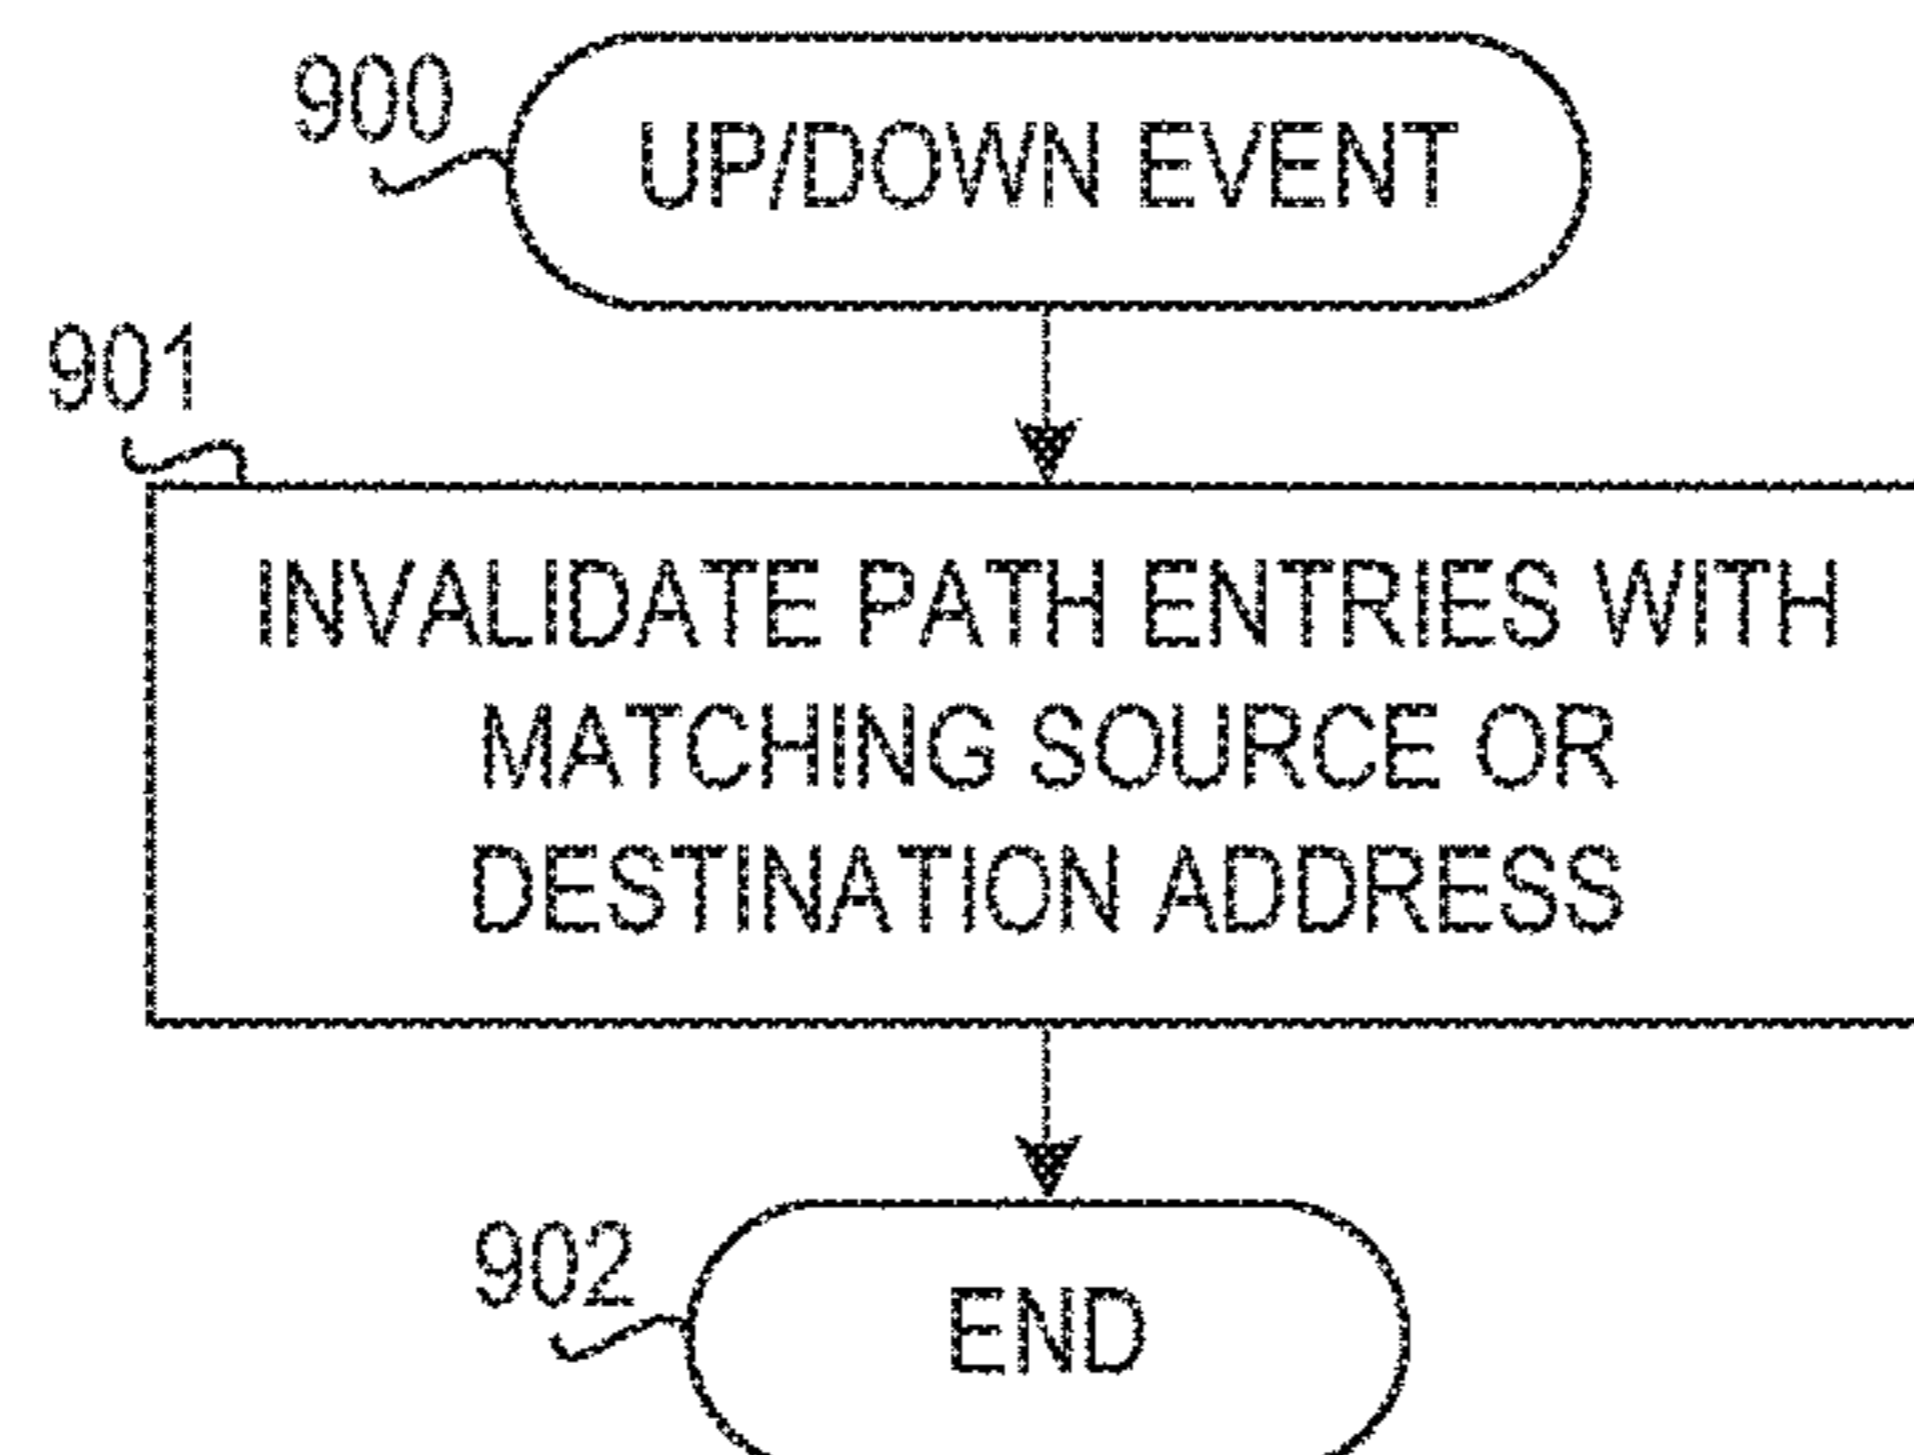 900
UP/DOWN EVENT
901
INVALIDATE PATH ENTRIES WITH
MATCHING SOURCE OR
DESTINATION ADDRESS
902
END